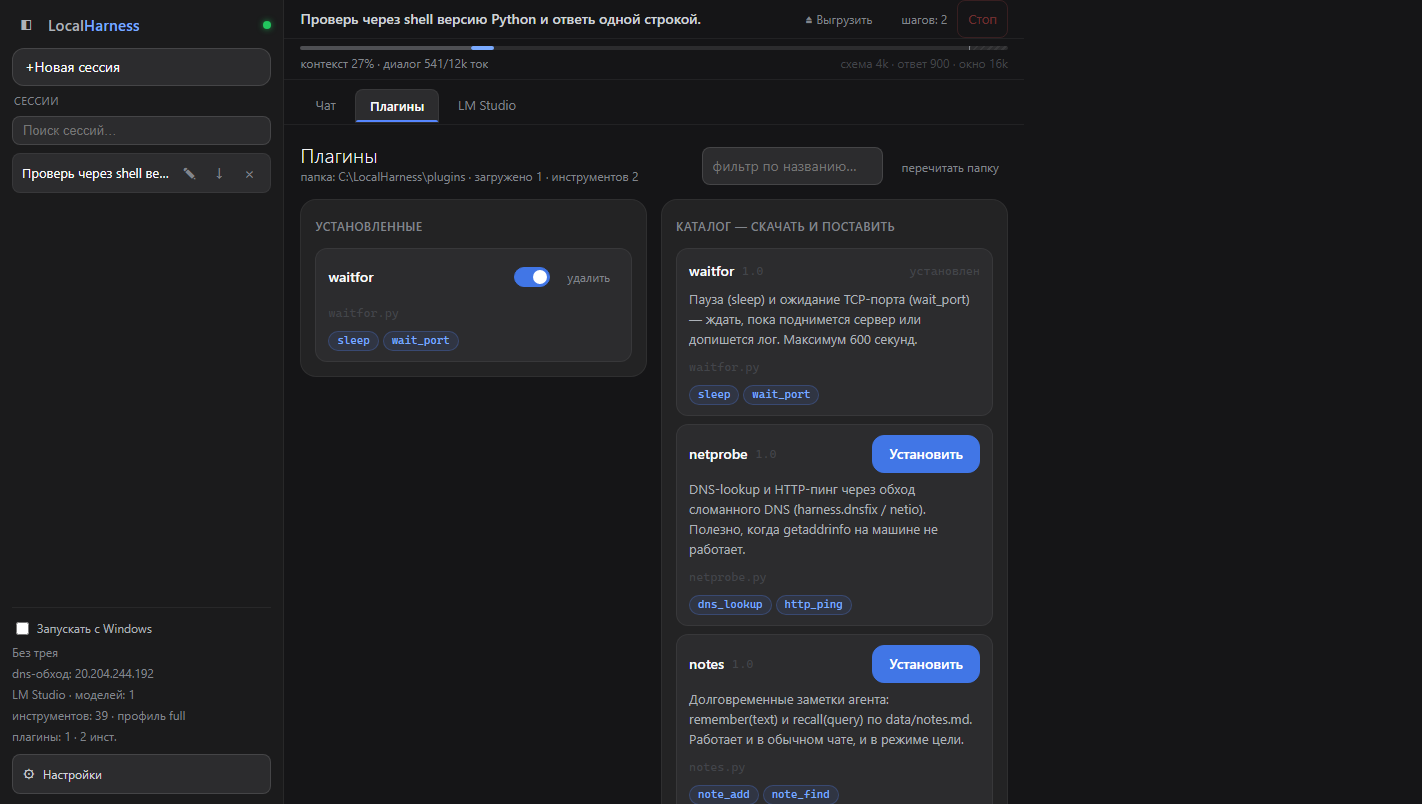 LocalHarness
+Новая сессия
СЕССИИ
Поиск сессий...
Проверь через shell ве...
Запускать с Windows
Без трея
dns-обход: 20.204.244.192
LM Studio · моделей: 1
инструментов: 39 · профиль full
плагины: 1 · 2 инст.
Настройки
Проверь через shell версию Python и ответь одной строкой.
Выгрузить
шагов: 2
Стоп
контекст 27% · диалог 541/12k ток
схема 4k · ответ 900 · окно 16k
Чат
Плагины
LM Studio
Плагины
папка: C:\LocalHarness\plugins · загружено 1 · инструментов 2
фильтр по названию...
перечитать папку
УСТАНОВЛЕННЫЕ
waitfor
удалить
waitfor.py
sleep
wait_port
КАТАЛОГ — СКАЧАТЬ И ПОСТАВИТЬ
waitfor 1.0
установлен
Пауза (sleep) и ожидание TCP-порта (wait_port)
— ждать, пока поднимется сервер или
допишется лог. Максимум 600 секунд.
waitfor.py
sleep
wait_port
netprobe 1.0
Установить
DNS-lookup и HTTP-пинг через обход
сломанного DNS (harness.dnsfix / netio).
Полезно, когда getaddrinfo на машине не
работает.
netprobe.py
dns_lookup
http_ping
notes 1.0
Установить
Долговременные заметки агента:
remember(text) и recall(query) по data/notes.md.
Работает и в обычном чате, и в режиме цели.
notes.py
note_add
note_find